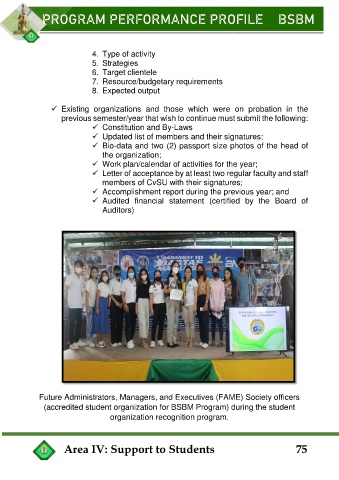 PROGRAM PERFORMANCE PROFILE BSBM
4. Type of activity
5. Strategies
6. Target clientele
7. Resource/budgetary requirements
8. Expected output
✓ Existing organizations and those which were on probation in the
previous semester/year that wish to continue must submit the following:
✓ Constitution and By-Laws
✓ Updated list of members and their signatures;
✓ Bio-data and two (2) passport size photos of the head of
the organization;
✓ Work plan/calendar of activities for the year;
✓ Letter of acceptance by at least two regular faculty and staff
members of CvSU with their signatures;
✓ Accomplishment report during the previous year; and
✓ Audited financial statement (certified by the Board of
Auditors)
Future Administrators, Managers, and Executives (FAME) Society officers
(accredited student organization for BSBM Program) during the student
organization recognition program.
Area IV: Support to Students 75